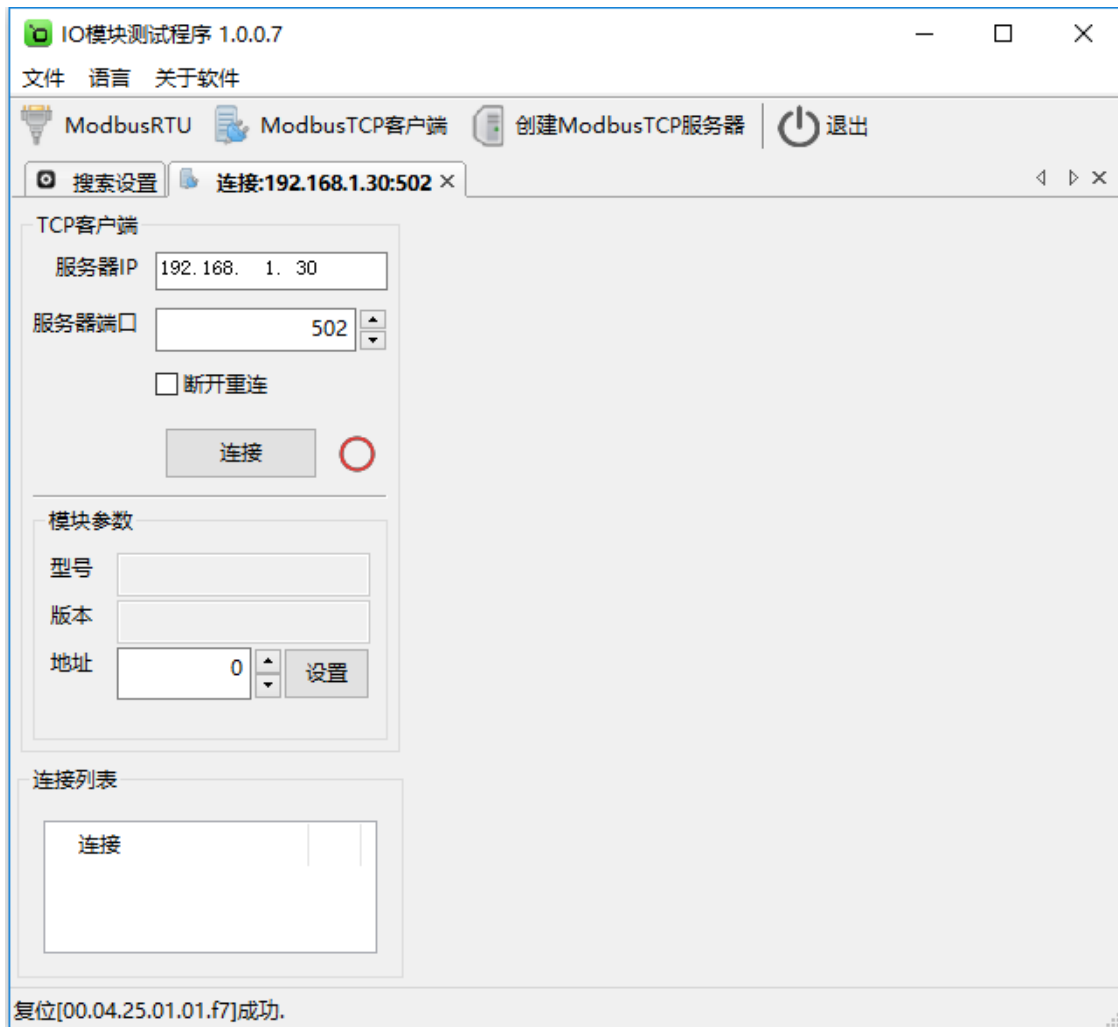 IO模块测试程序 1.0.0.7
文件 语言 关于软件
ModbusRTU ModbusTCP客户端 创建ModbusTCP服务器 退出
搜索设置 连接:192.168.1.30:502
TCP客户端
服务器IP 192.168. 1. 30
服务器端口 502
断开重连
连接
模块参数
型号
版本
地址 0 设置
连接列表
连接
复位[00.04.25.01.01.f7]成功.